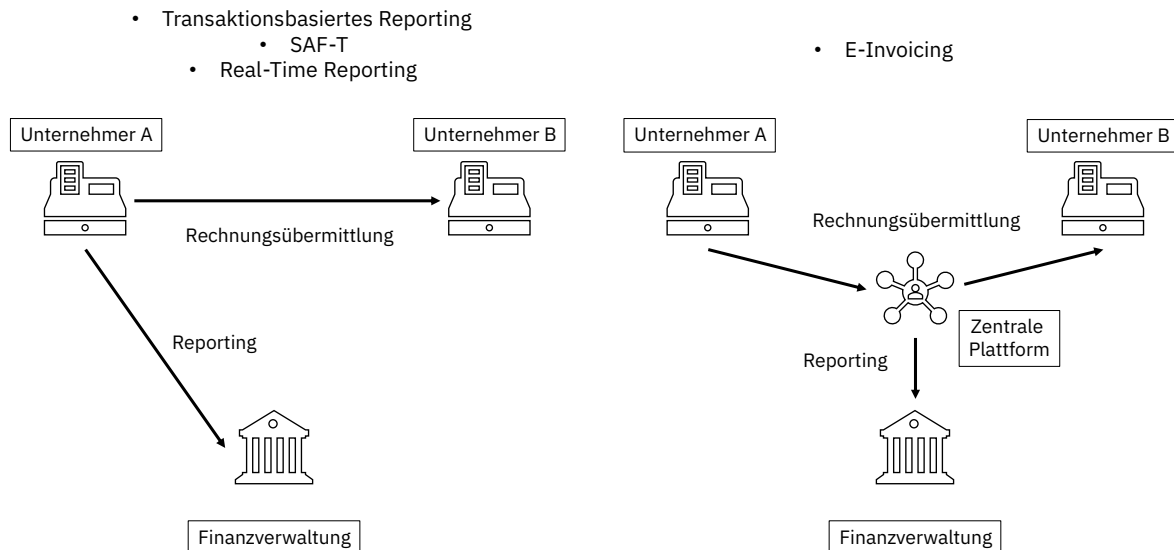 • Transaktionsbasiertes Reporting
• SAF-T
• Real-Time Reporting
Unternehmer A
Unternehmer B
Rechnungsübermittlung
Reporting
Finanzverwaltung
• E-Invoicing
Unternehmer A
Unternehmer B
Rechnungsübermittlung
Zentrale
Plattform
Reporting
Finanzverwaltung